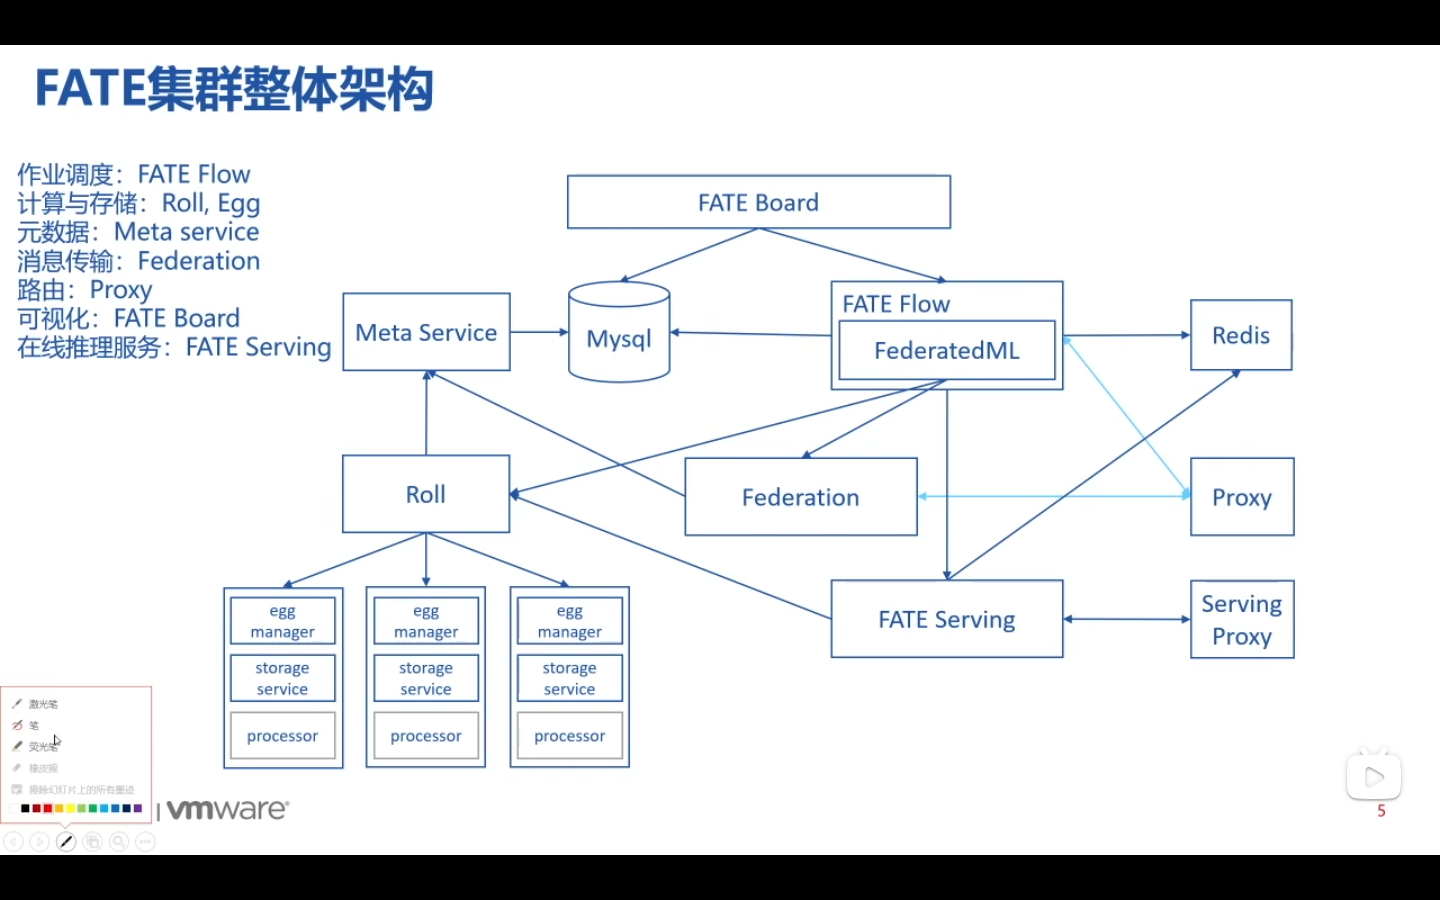 FATE集群整体架构
作业调度：FATE Flow
计算与存储：Roll, Egg
元数据：Meta service
消息传输：Federation
路由：Proxy
可视化：FATE Board
在线推理服务：FATE Serving
FATE Board
Meta Service
Mysql
FATE Flow
FederatedML
Redis
Roll
Federation
Proxy
FATE Serving
Serving
Proxy
egg
manager
storage
service
processor
egg
manager
storage
service
processor
egg
manager
storage
service
processor
激光笔
笔
荧光笔
橡皮擦
擦除幻灯片上的所有墨迹
| vmware®
5